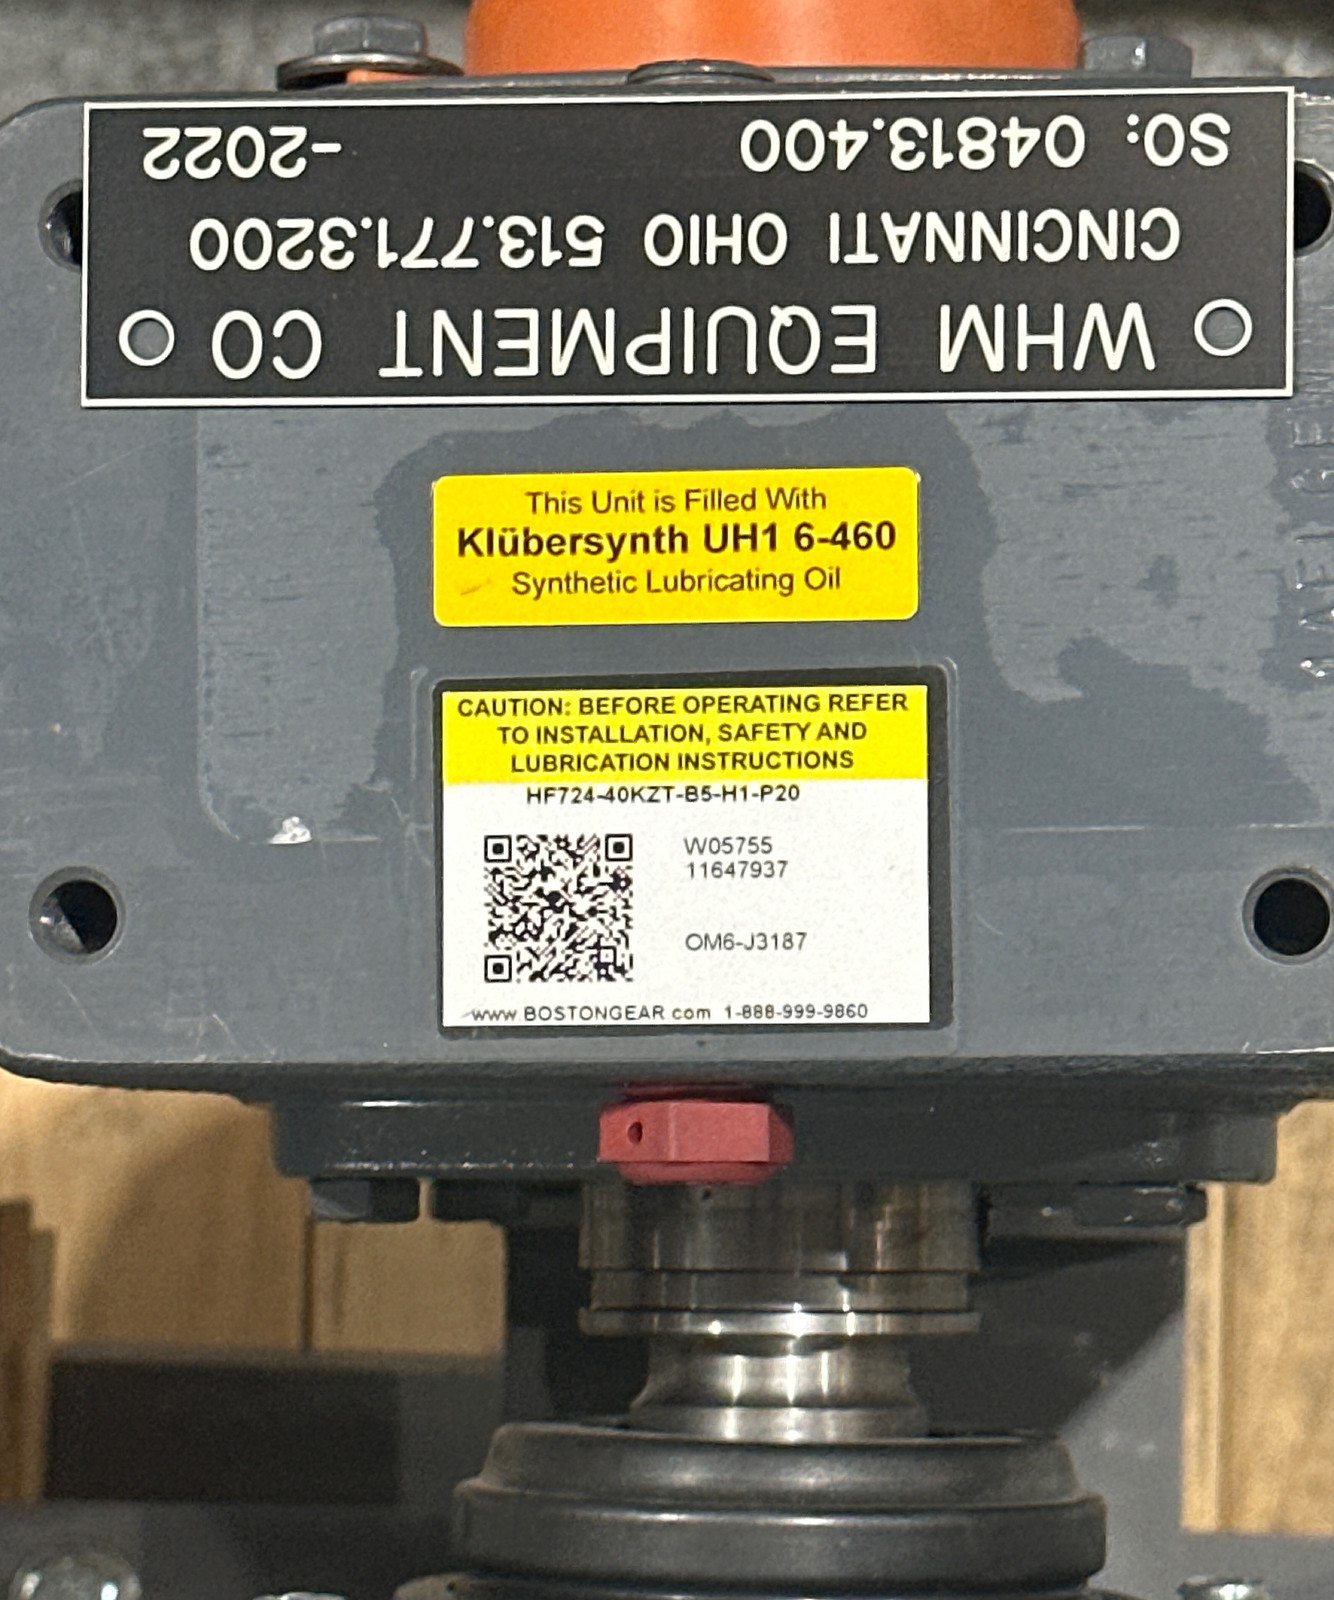 WHM EQUIPMENT CO
CINCINNATI OHIO 513.771.3200
SO: 04813.400 -2022
This Unit is Filled With
Klübersynth UH1 6-460
Synthetic Lubricating Oil
CAUTION: BEFORE OPERATING REFER
TO INSTALLATION, SAFETY AND
LUBRICATION INSTRUCTIONS
HF724-40KZT-B5-H1-P20
W05755
11647937
OM6-J3187
www.BOSTONGEAR.com 1-888-999-9860